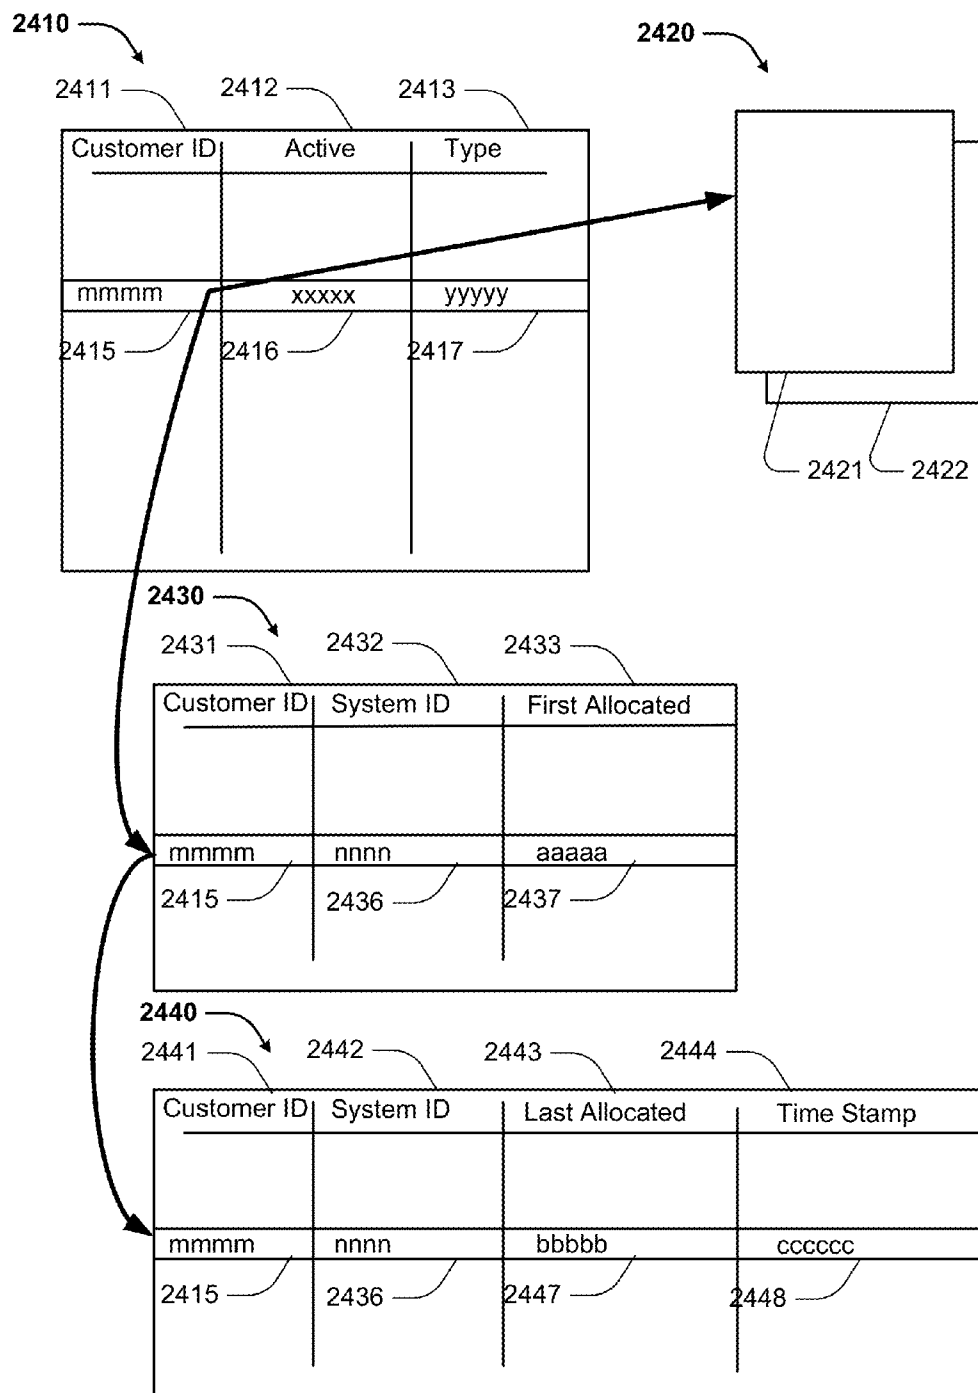 2410
2420
2411 2412 2413
Customer ID Active Type
mmmm xxxxx yyyyy
2415 2416 2417
2421 2422
2430
2431 2432 2433
Customer ID System ID First Allocated
mmmm nnnn aaaaa
2415 2436 2437
2440
2441 2442 2443 2444
Customer ID System ID Last Allocated Time Stamp
mmmm nnnn bbbbb cccccc
2415 2436 2447 2448